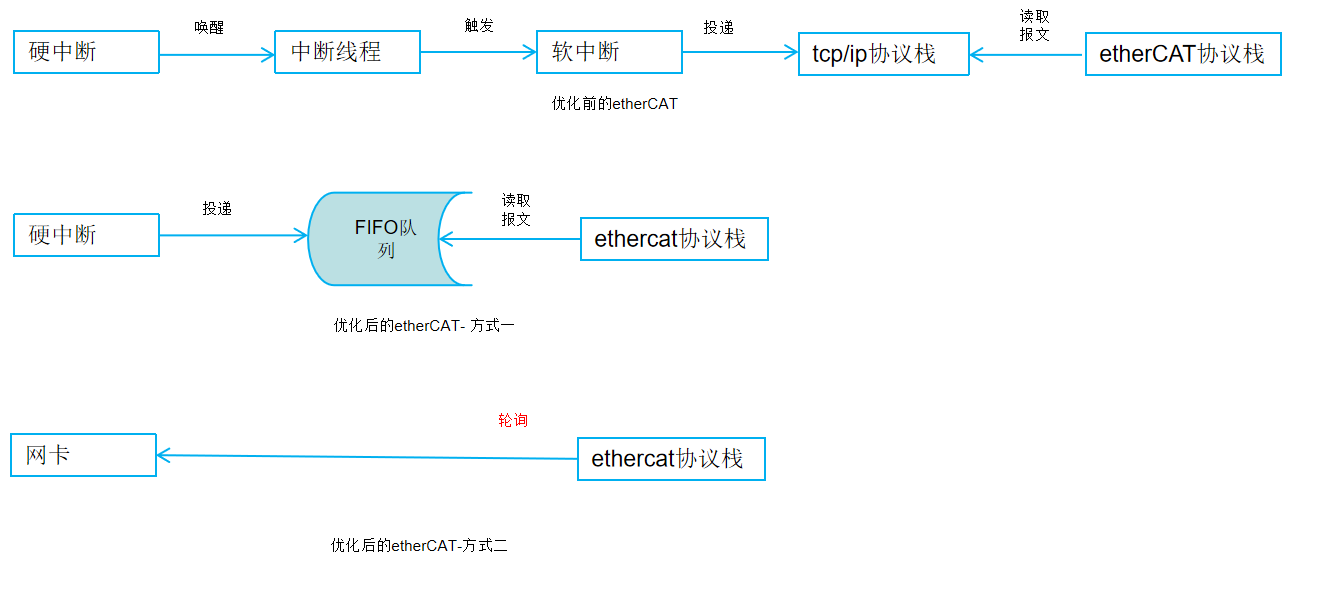 唤醒
触发
投递
读取
报文
硬中断
中断线程
软中断
tcp/ip协议栈
etherCAT协议栈
优化前的etherCAT
投递
读取
报文
硬中断
FIFO队
列
ethercat协议栈
优化后的etherCAT- 方式一
轮询
网卡
ethercat协议栈
优化后的etherCAT-方式二